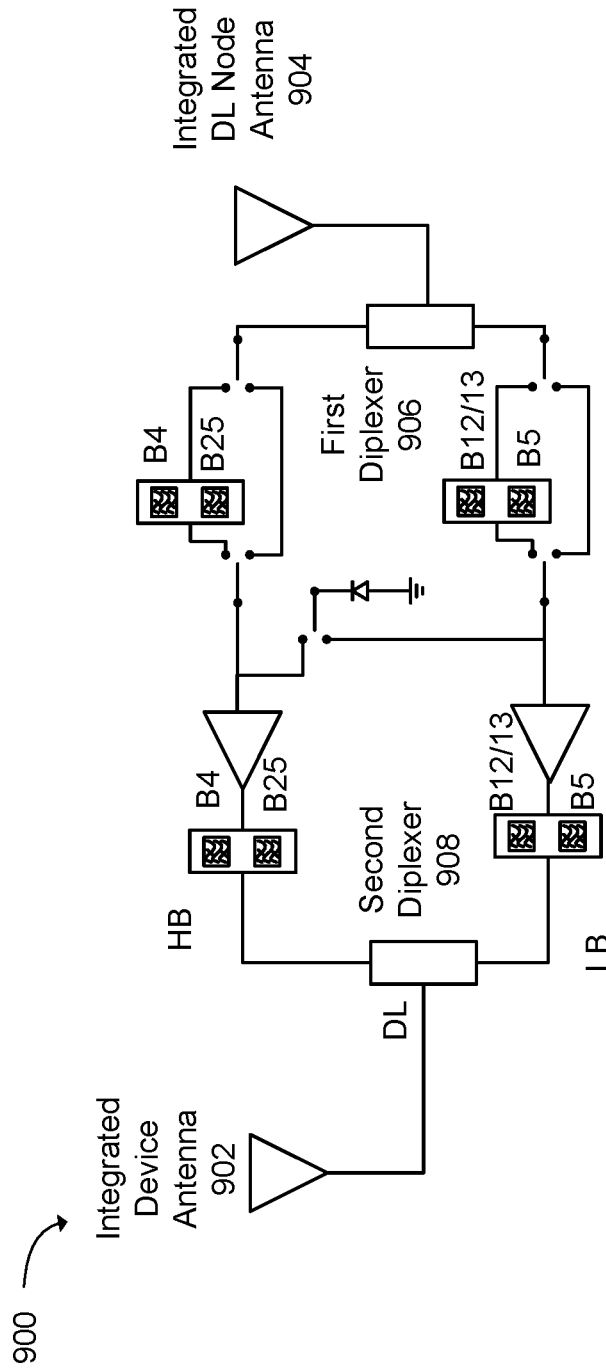 900
Integrated
Device
Antenna
902
HB
DL
LB
Second
Diplexer
908
B4
B25
B12/13
B5
B4
B25
B12/13
B5
First
Diplexer
906
Integrated
DL Node
Antenna
904